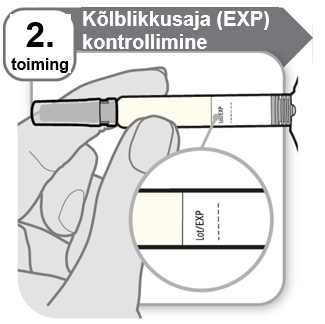 2.
toiming
Kõlblikkusaja (EXP)
kontrollimine
Lot/EXP
Lot/EXP